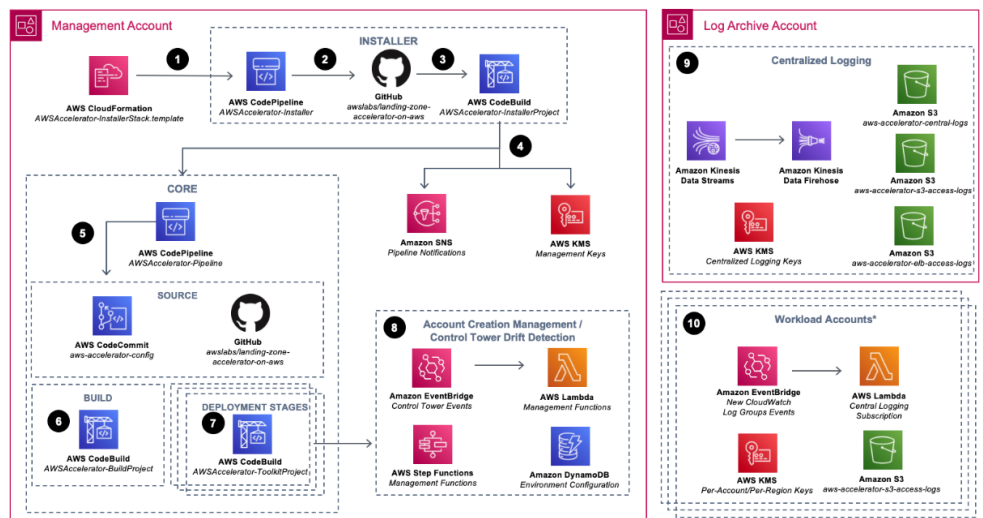 Management Account
INSTALLER
1
2
3
AWS CloudFormation
AWSAccelerator-InstallerStack.template
AWS CodePipeline
AWSAccelerator-Installer
GitHub
awslabs/landing-zone-
accelerator-on-aws
AWS CodeBuild
AWSAccelerator-InstallerProject
4
CORE
5
AWS CodePipeline
AWSAccelerator-Pipeline
Amazon SNS
Pipeline Notifications
AWS KMS
Management Keys
SOURCE
AWS CodeCommit
aws-accelerator-config
GitHub
awslabs/landing-zone-
accelerator-on-aws
BUILD
6
AWS CodeBuild
AWSAccelerator-BuildProject
DEPLOYMENT STAGES
7
AWS CodeBuild
AWSAccelerator-ToolkitProject
8
Account Creation Management /
Control Tower Drift Detection
Amazon EventBridge
Control Tower Events
AWS Lambda
Management Functions
AWS Step Functions
Management Functions
Amazon DynamoDB
Environment Configuration
Log Archive Account
9
Centralized Logging
Amazon S3
aws-accelerator-central-logs
Amazon Kinesis
Data Streams
Amazon Kinesis
Data Firehose
Amazon S3
aws-accelerator-s3-access-logs
AWS KMS
Centralized Logging Keys
Amazon S3
aws-accelerator-elb-access-logs
10
Workload Accounts*
Amazon EventBridge
New CloudWatch
Log Groups Events
AWS Lambda
Central Logging
Subscription
AWS KMS
Per-Account/Per-Region Keys
Amazon S3
aws-accelerator-s3-access-logs